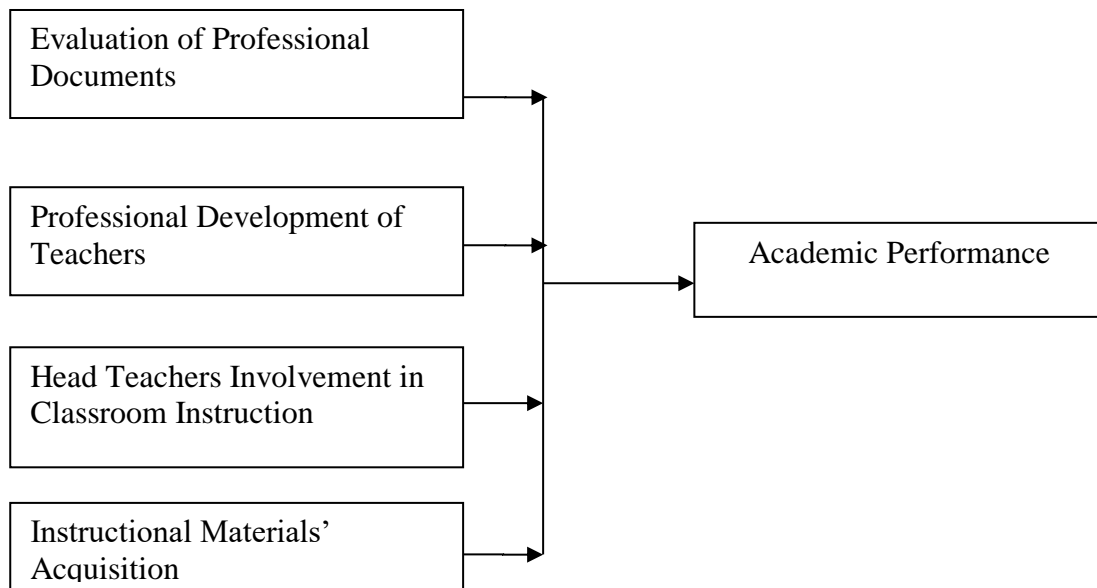 Evaluation of Professional
Documents
Professional Development of
Teachers
Academic Performance
Head Teachers Involvement in
Classroom Instruction
Instructional Materials’
Acquisition